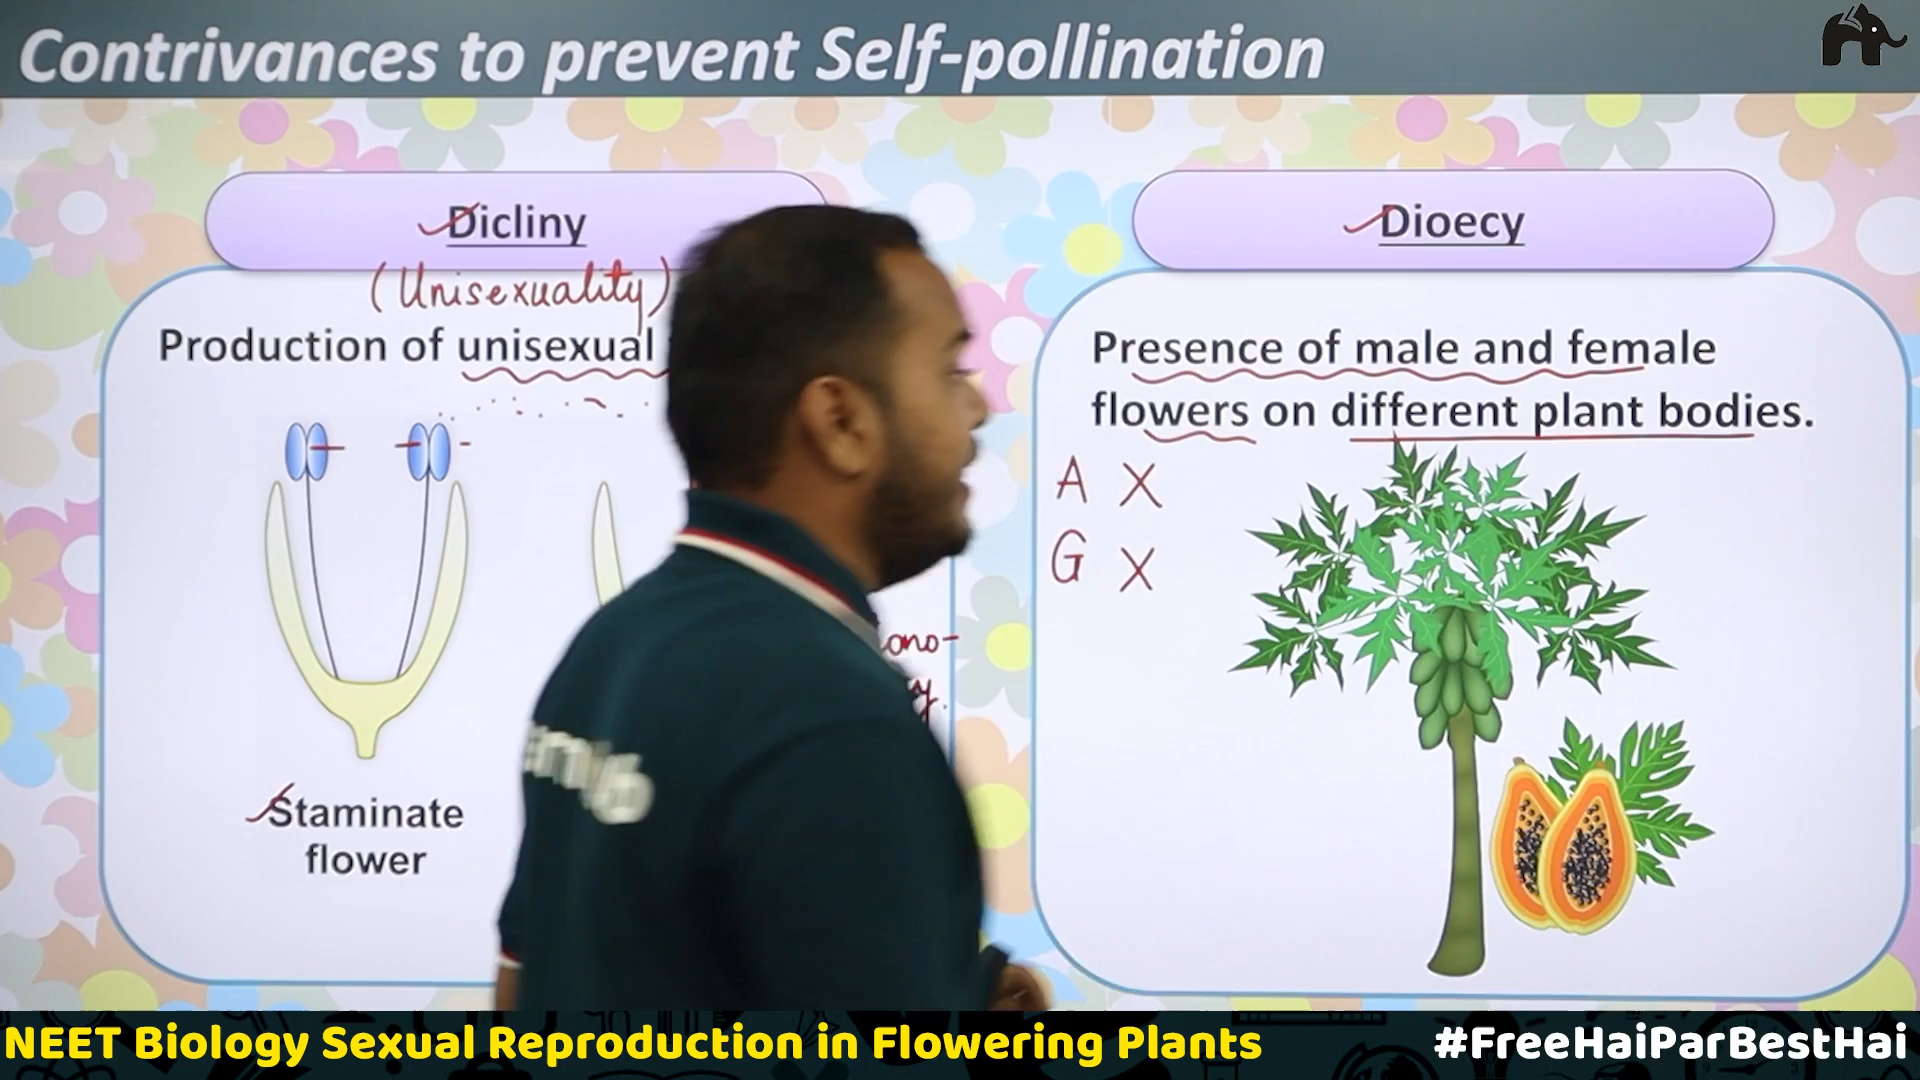 Contrivances to prevent Self-pollination
Dicliny
(Unisexuality)
Production of unisexual
Staminate
flower
Dioecy
Presence of male and female
flowers on different plant bodies.
A X
G X
NEET Biology Sexual Reproduction in Flowering Plants
#FreeHaiParBestHai